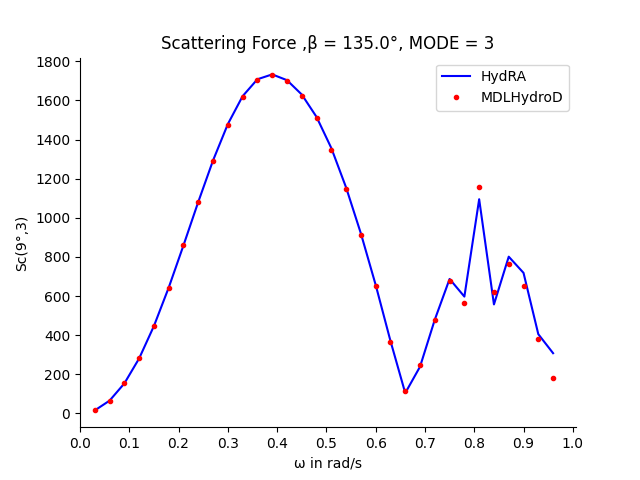 Scattering Force ,β = 135.0°, MODE = 3
HydRA
MDLHydroD
1800
1600
1400
1200
1000
800
600
400
200
0
Sc(9°,3)
0.0 0.1 0.2 0.3 0.4 0.5 0.6 0.7 0.8 0.9 1.0
ω in rad/s